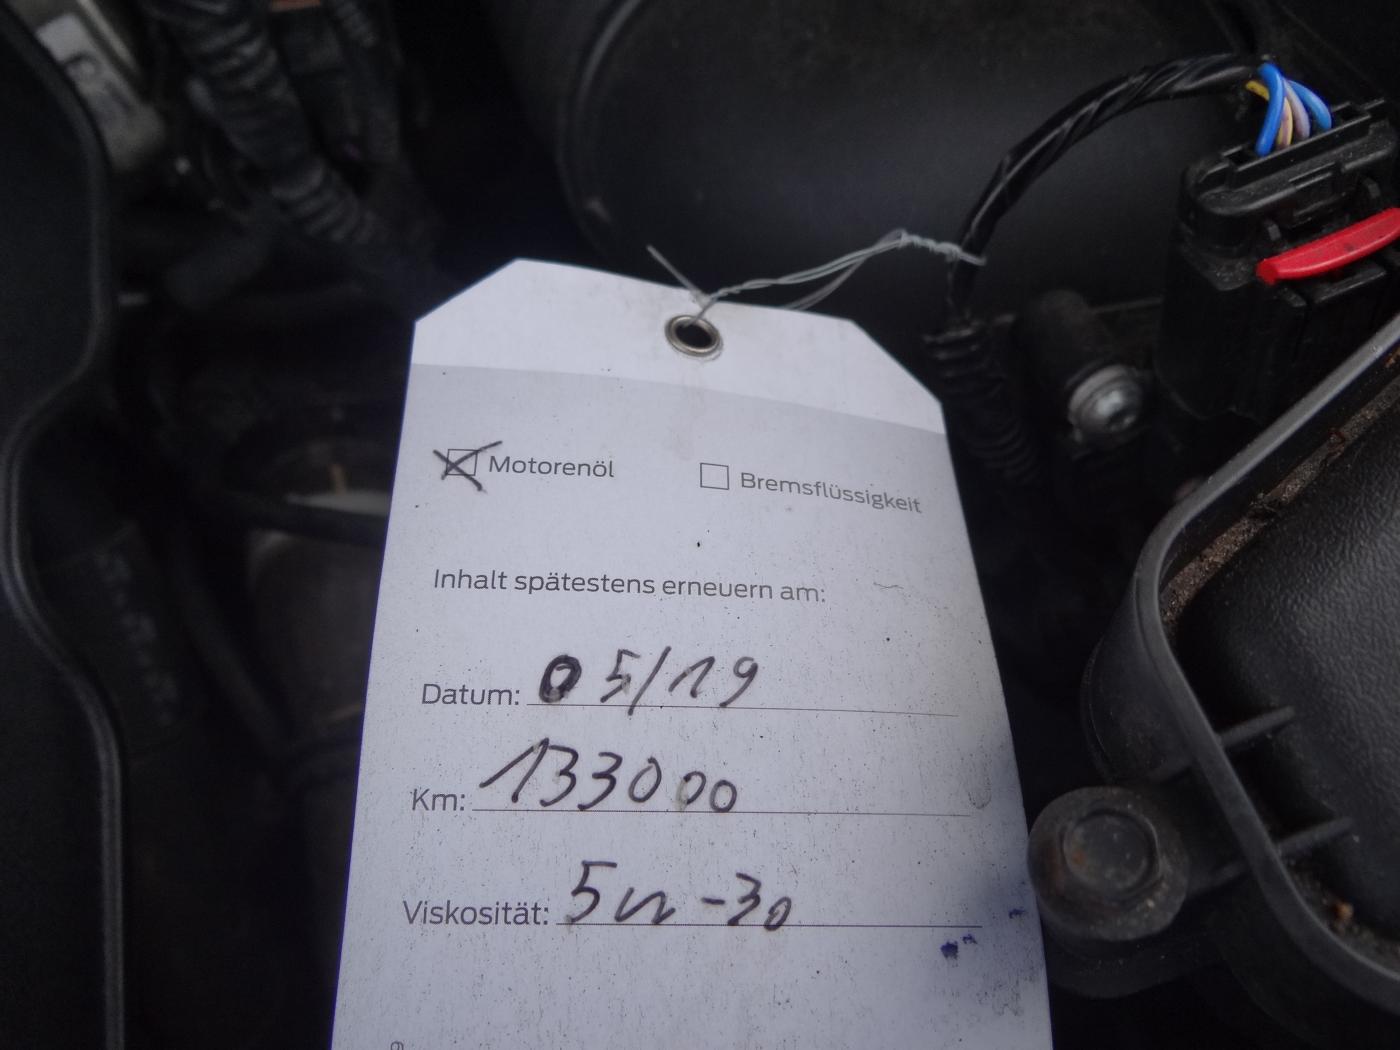 Motorenöl Bremsflüssigkeit
Inhalt spätestens erneuern am:
Datum: 05/19
Km: 133000
Viskosität: 5w-30